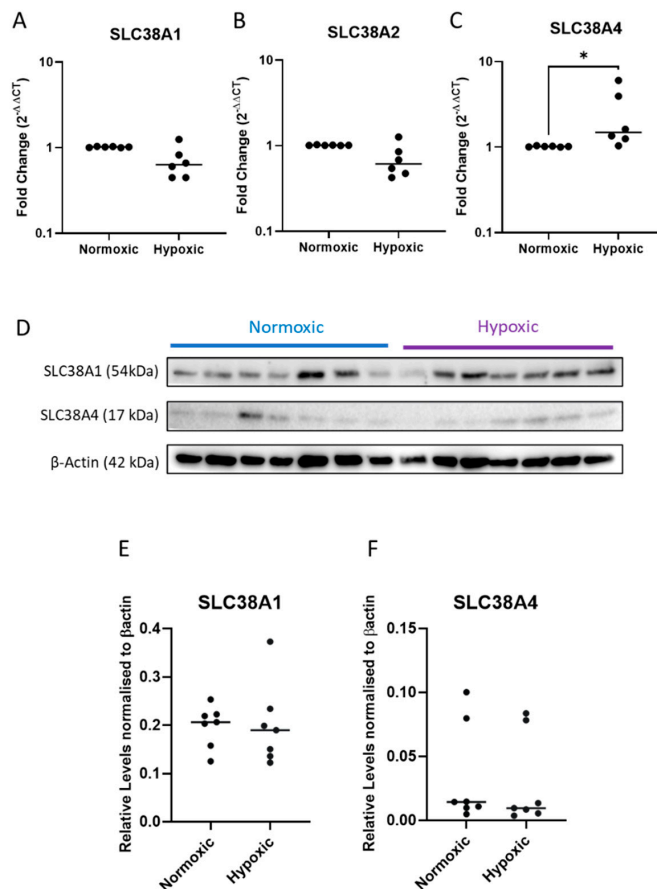 A
SLC38A1
Fold Change (2^-ΔΔCT)
10
1
0.1
Normoxic Hypoxic
B
SLC38A2
Fold Change (2^-ΔΔCT)
10
1
0.1
Normoxic Hypoxic
C
SLC38A4
Fold Change (2^-ΔΔCT)
10
1
0.1
*
Normoxic Hypoxic
D
Normoxic Hypoxic
SLC38A1 (54kDa)
SLC38A4 (17 kDa)
β-Actin (42 kDa)
E
SLC38A1
Relative Levels normalised to βactin
0.4
0.3
0.2
0.1
0.0
Normoxic
Hypoxic
F
SLC38A4
Relative Levels normalised to βactin
0.15
0.10
0.05
0.00
Normoxic
Hypoxic